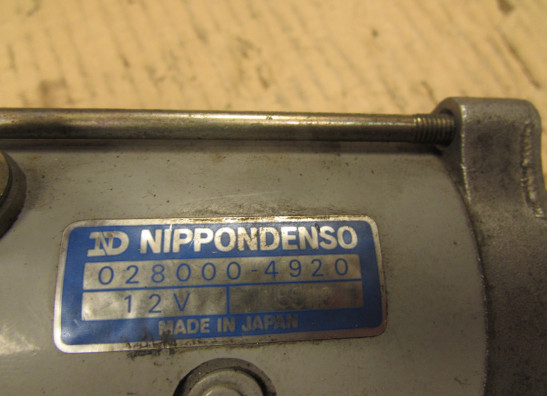 ND NIPPONDENSO
028000-4920
12V
MADE IN JAPAN